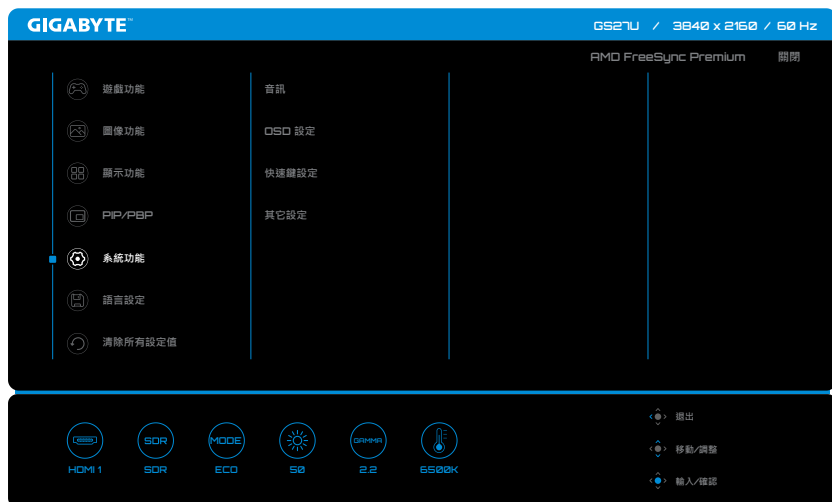 GIGABYTE™
GS27U / 3840 x 2160 / 60 Hz
AMD FreeSync Premium 關閉
遊戲功能
圖像功能
顯示功能
PIP/PBP
系統功能
語言設定
清除所有設定值
音訊
OSD 設定
快速鍵設定
其它設定
SDR
MODE
GAMMA
HDMI 1
SDR
ECO
50
2.2
6500K
退出
移動/調整
輸入/確認